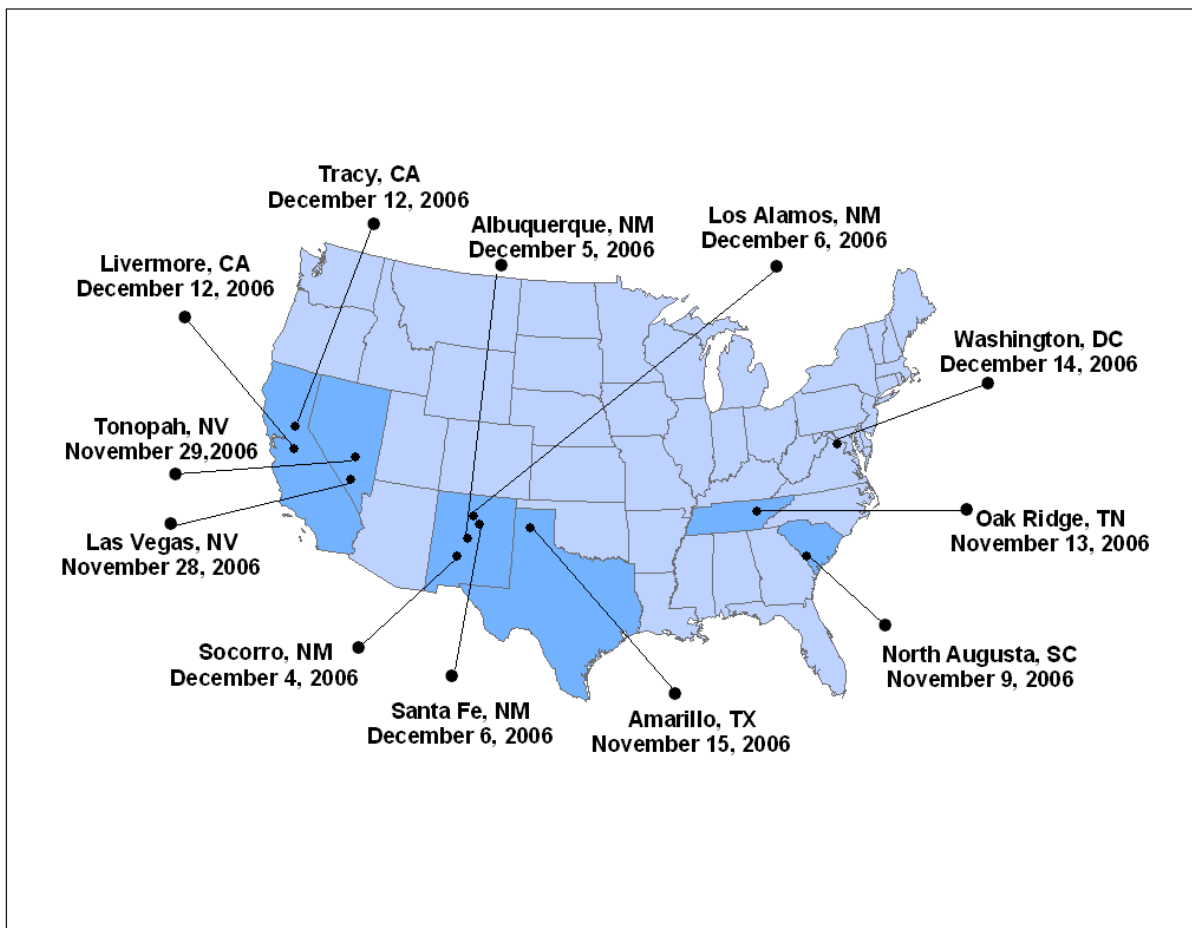 Tracy, CA
December 12, 2006
Albuquerque, NM
December 5, 2006
Los Alamos, NM
December 6, 2006
Livermore, CA
December 12, 2006
Washington, DC
December 14, 2006
Tonopah, NV
November 29,2006
Las Vegas, NV
November 28, 2006
Oak Ridge, TN
November 13, 2006
Socorro, NM
December 4, 2006
North Augusta, SC
November 9, 2006
Santa Fe, NM
December 6, 2006
Amarillo, TX
November 15, 2006